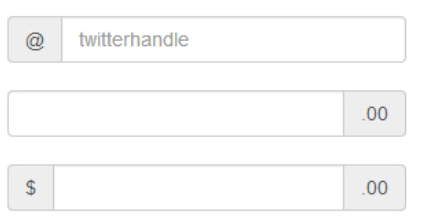 @ twitterhandle
.00
$ .00